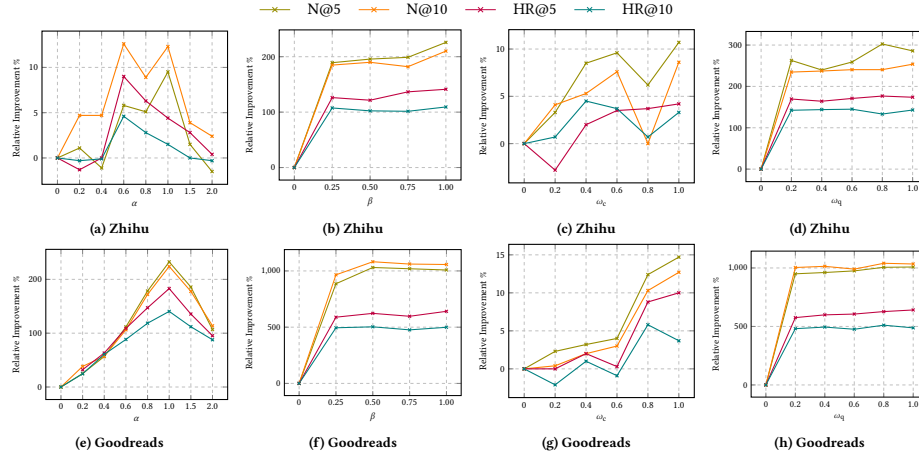 N@5 N@10 HR@5 HR@10
10
5
0
Relative Improvement %
0 0.2 0.4 0.6 0.8 1.0 1.5 2.0
α
(a) Zhihu
200
100
0
Relative Improvement %
0 0.25 0.50 0.75 1.00
β
(b) Zhihu
10
5
0
Relative Improvement %
0 0.2 0.4 0.6 0.8 1.0
ωc
(c) Zhihu
300
200
100
0
Relative Improvement %
0 0.2 0.4 0.6 0.8 1.0
ωq
(d) Zhihu
200
100
0
Relative Improvement %
0 0.2 0.4 0.6 0.8 1.0 1.5 2.0
α
(e) Goodreads
1,000
500
0
Relative Improvement %
0 0.25 0.50 0.75 1.00
β
(f) Goodreads
15
10
5
0
Relative Improvement %
0 0.2 0.4 0.6 0.8 1.0
ωc
(g) Goodreads
1,000
500
0
Relative Improvement %
0 0.2 0.4 0.6 0.8 1.0
ωq
(h) Goodreads